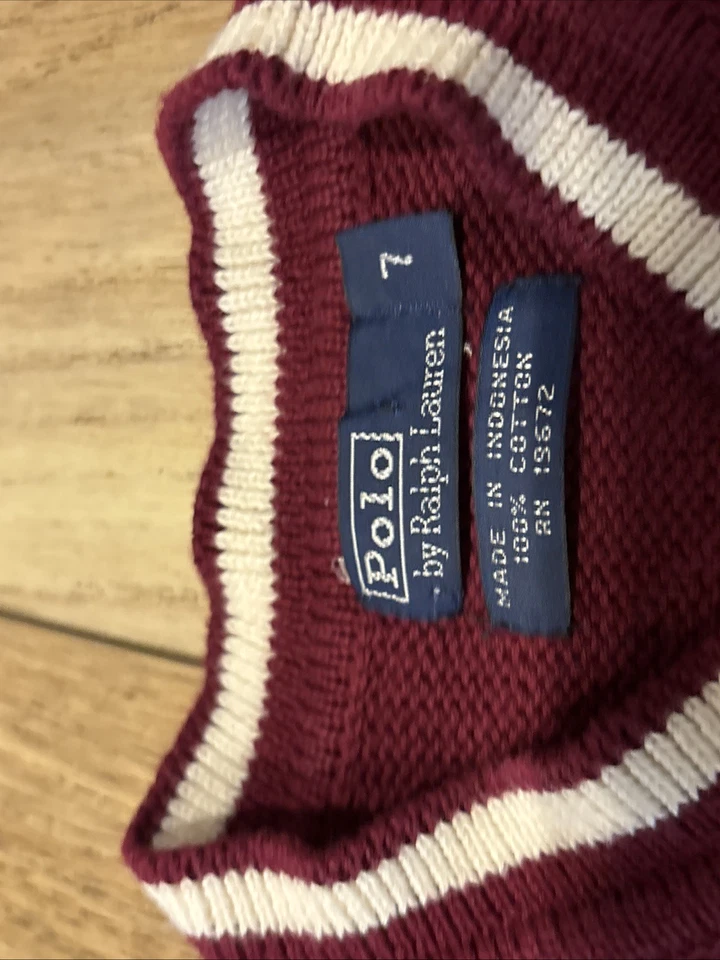 Polo
by Ralph Lauren
7
MADE IN INDONESIA
100% COTTON
RN 19672